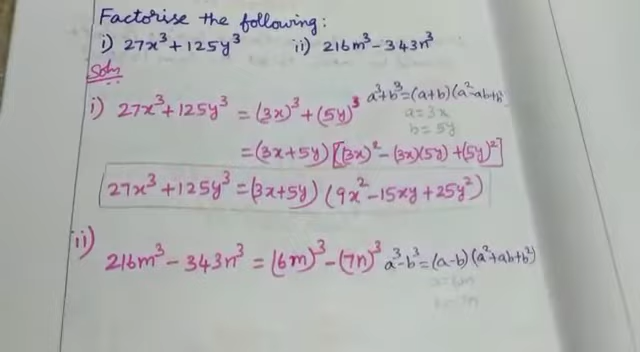 Factorise the following:
i) 27x³+125y³ ii) 216m³-343n³
Soln
i) 27x³+125y³ = (3x)³+(5y)³ a³+b³=(a+b)(a²-ab+b²
a=3x
b=5y
=(3x+5y)[(3x)²-(3x)(5y)+(5y)²]
27x³+125y³=(3x+5y)(9x²-15xy+25y²)
ii)
216m³-343n³ = (6m)³-(7n)³ a³-b³=(a-b)(a²+ab+b²)